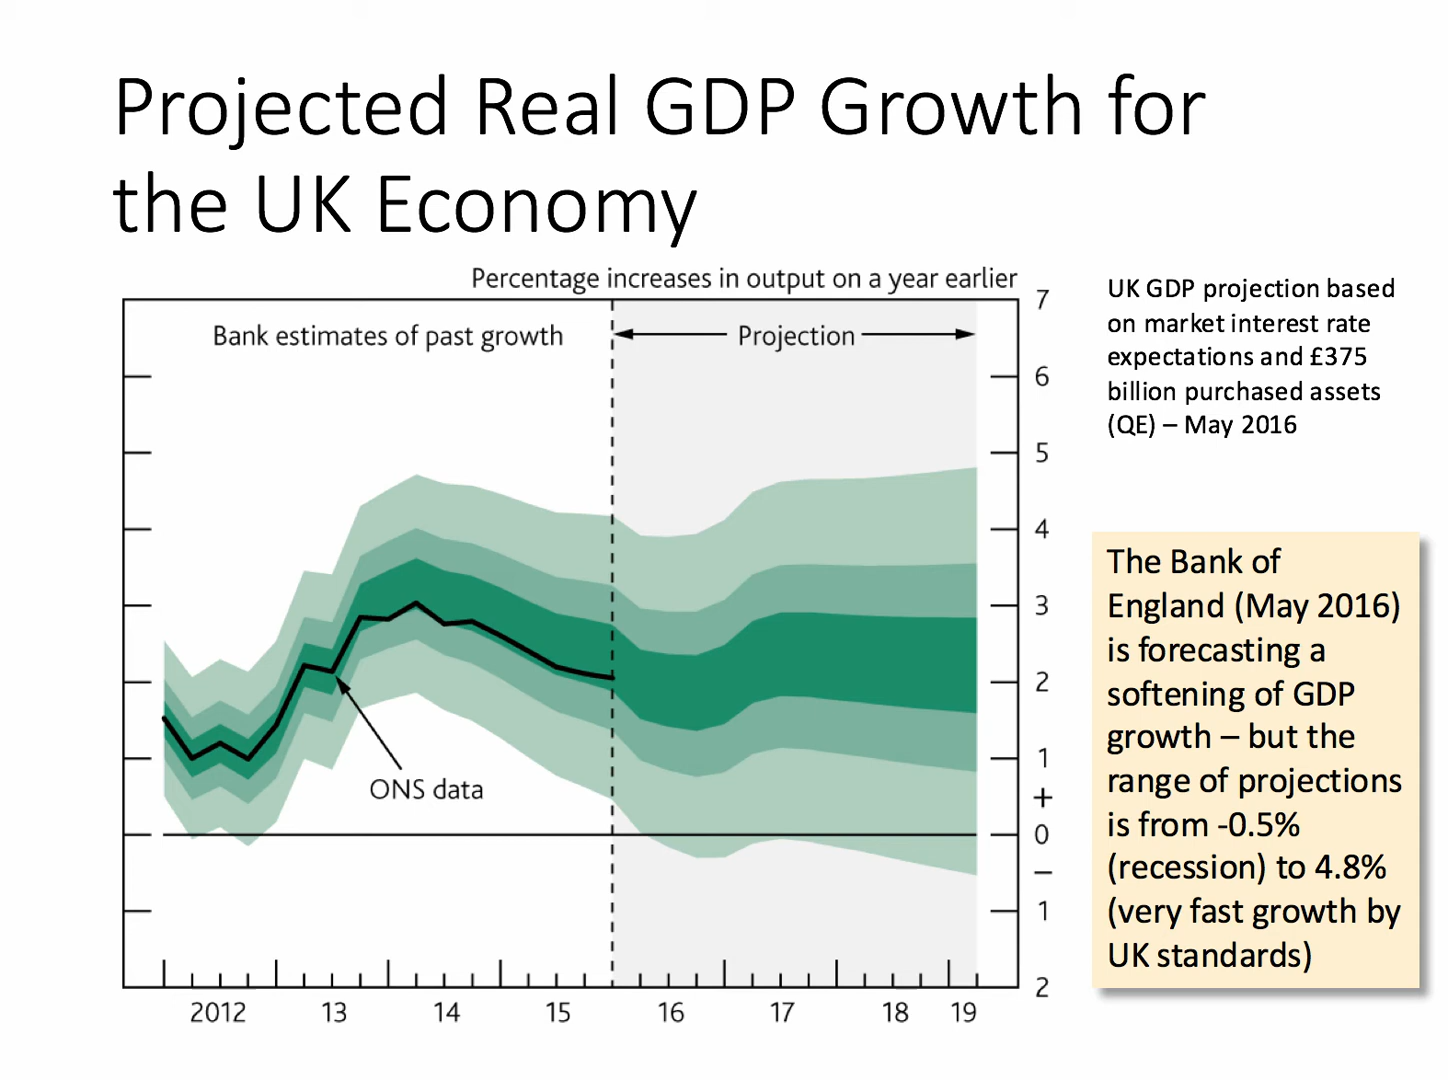 Projected Real GDP Growth for
the UK Economy
Percentage increases in output on a year earlier
Bank estimates of past growth
Projection
ONS data
7
6
5
4
3
2
1
+
0
−
1
2
2012 13 14 15 16 17 18 19
UK GDP projection based
on market interest rate
expectations and £375
billion purchased assets
(QE) – May 2016
The Bank of
England (May 2016)
is forecasting a
softening of GDP
growth – but the
range of projections
is from -0.5%
(recession) to 4.8%
(very fast growth by
UK standards)